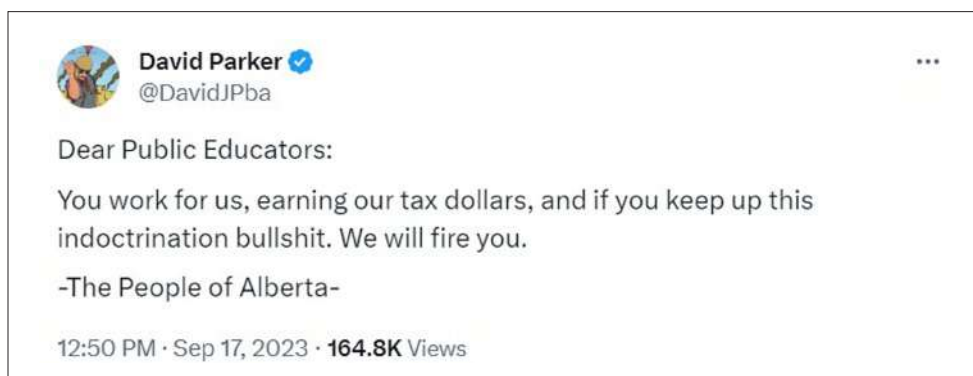 David Parker
@DavidJPba
Dear Public Educators:
You work for us, earning our tax dollars, and if you keep up this
indoctrination bullshit. We will fire you.
-The People of Alberta-
12:50 PM · Sep 17, 2023 · 164.8K Views